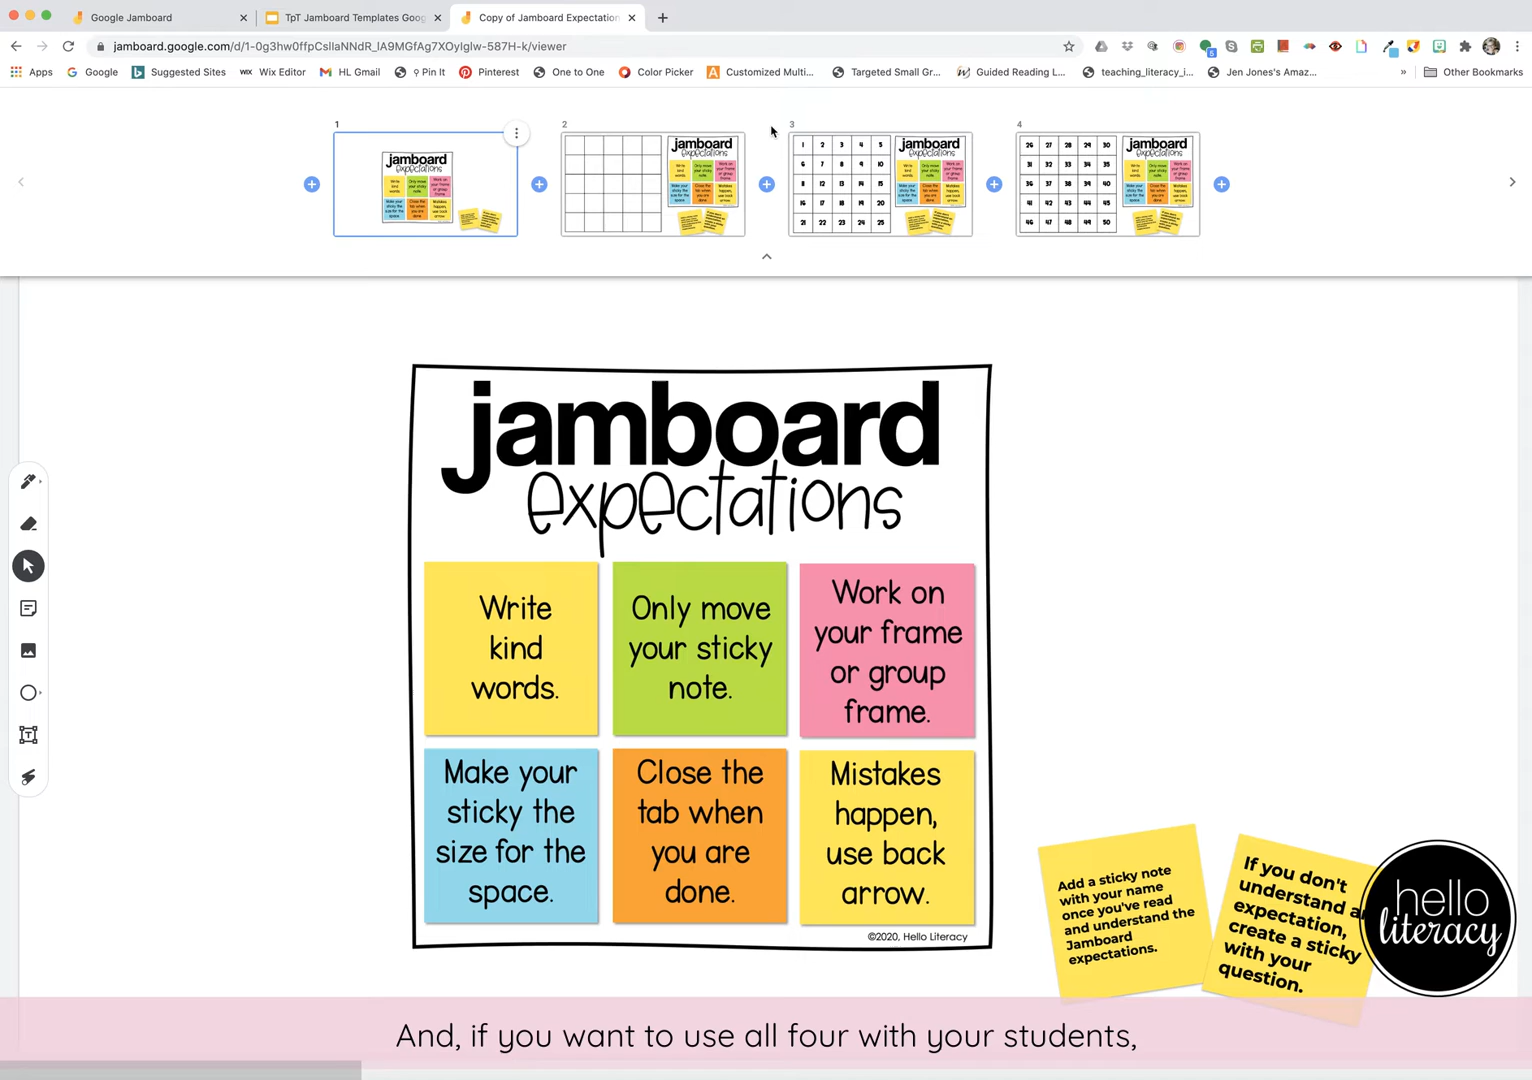 Google Jamboard
TpT Jamboard Templates Goog
Copy of Jamboard Expectation
jamboard.google.com/d/1-0g3hw0ffpCsllaNNdR_IA9MGfAg7XOylglw-587H-k/viewer
Apps
Google
Suggested Sites
WIX
Wix Editor
HL Gmail
Pin It
Pinterest
One to One
Color Picker
Customized Multi...
Targeted Small Gr...
Guided Reading L...
teaching_literacy_i...
Jen Jones's Amaz...
»
Other Bookmarks
1
2
3
4
jamboard
expectations
Write
kind
words.
Only move
your sticky
note.
Work on
your frame
or group
frame.
Make your
sticky the
size for the
space.
Close the
tab when
you are
done.
Mistakes
happen,
use back
arrow.
©2020, Hello Literacy
Add a sticky note
with your name
once you've read
and understand the
Jamboard
expectations.
If you don't
understand a
expectation,
create a sticky
with your
question.
hello
literacy
And, if you want to use all four with your students,